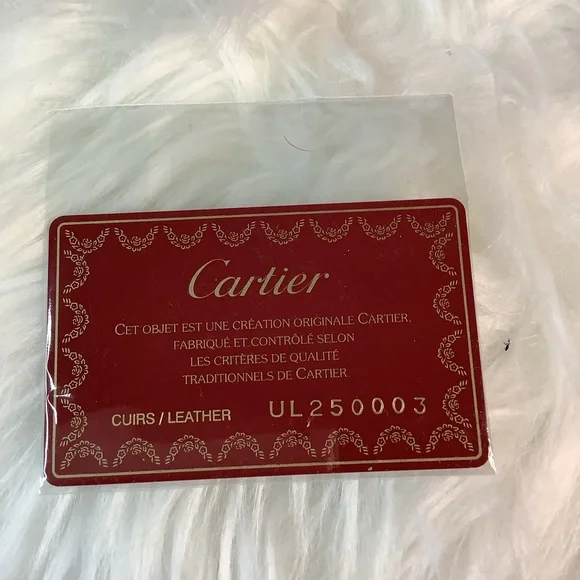 Cartier
CET OBJET EST UNE CRÉATION ORIGINALE CARTIER.
FABRIQUÉ ET CONTRÔLÉ SELON
LES CRITÈRES DE QUALITÉ
TRADITIONNELS DE CARTIER.
CUIRS / LEATHER UL250003